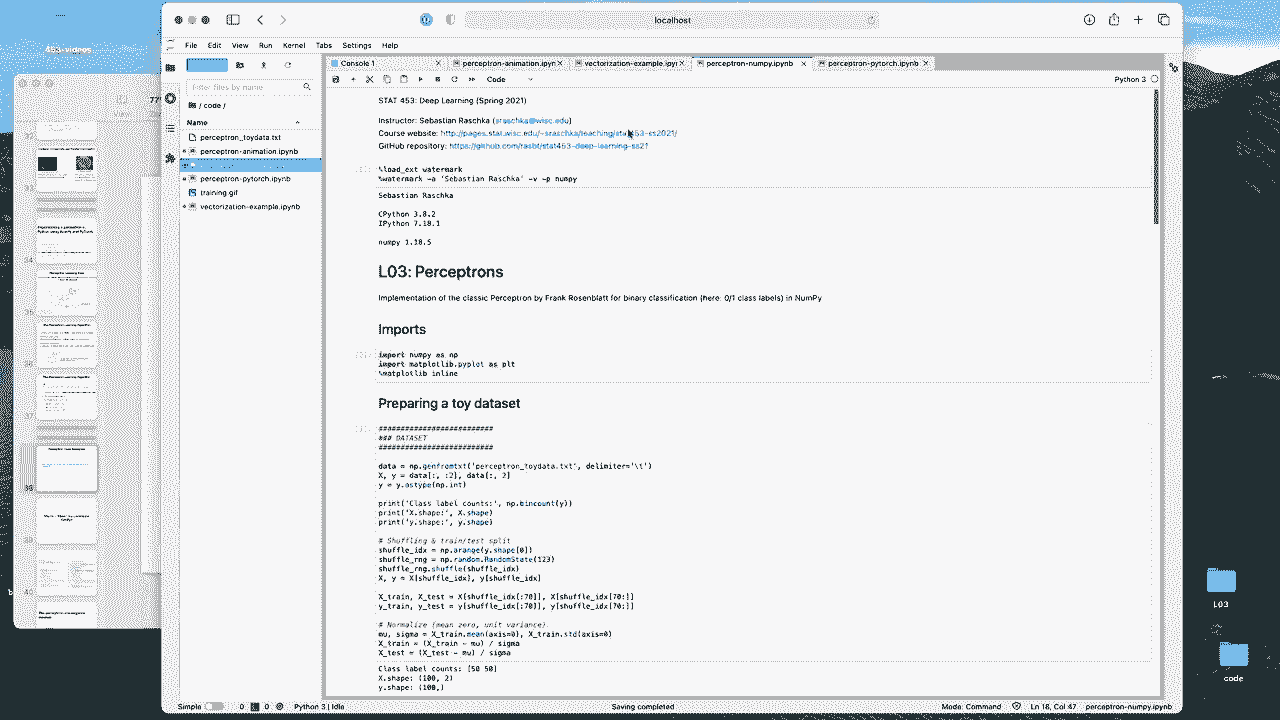 localhost
File Edit View Run Kernel Tabs Settings Help
453-videos
Console 1
perceptron-animation.ipyn
vectorization-example.ipyr
perceptron-numpy.ipynb
perceptron-pytorch.ipynb
Code
Python 3
Filter files by name
/ code /
Name
perceptron_toydata.txt
perceptron-animation.ipynb
perceptron-pytorch.ipynb
training.gif
vectorization-example.ipynb
STAT 453: Deep Learning (Spring 2021)
Instructor: Sebastian Raschka (sraschka@wisc.edu)
Course website: http://pages.stat.wisc.edu/~sraschka/teaching/stat453-ss2021/
GitHub repository: https://github.com/rasbt/stat453-deep-learning-ss21
%load_ext watermark
%watermark -a 'Sebastian Raschka' -v -p numpy
Sebastian Raschka
CPython 3.8.2
IPython 7.18.1
numpy 1.18.5
L03: Perceptrons
Implementation of the classic Perceptron by Frank Rosenblatt for binary classification (here: 0/1 class labels) in NumPy
Imports
import numpy as np
import matplotlib.pyplot as plt
%matplotlib inline
Preparing a toy dataset
##########################
### DATASET
##########################
data = np.genfromtxt('perceptron_toydata.txt', delimiter='\t')
X, y = data[:, :2], data[:, 2]
y = y.astype(np.int)
print('Class label counts:', np.bincount(y))
print('X.shape:', X.shape)
print('y.shape:', y.shape)
# Shuffling & train/test split
shuffle_idx = np.arange(y.shape[0])
shuffle_rng = np.random.RandomState(123)
shuffle_rng.shuffle(shuffle_idx)
X, y = X[shuffle_idx], y[shuffle_idx]
X_train, X_test = X[shuffle_idx[:70]], X[shuffle_idx[70:]]
y_train, y_test = y[shuffle_idx[:70]], y[shuffle_idx[70:]]
# Normalize (mean zero, unit variance)
mu, sigma = X_train.mean(axis=0), X_train.std(axis=0)
X_train = (X_train - mu) / sigma
X_test = (X_test - mu) / sigma
Class label counts: [50 50]
X.shape: (100, 2)
y.shape: (100,)
L03
code
Simple 0 0 Python 3 | Idle Saving completed Mode: Command Ln 18, Col 47 perceptron-numpy.ipynb